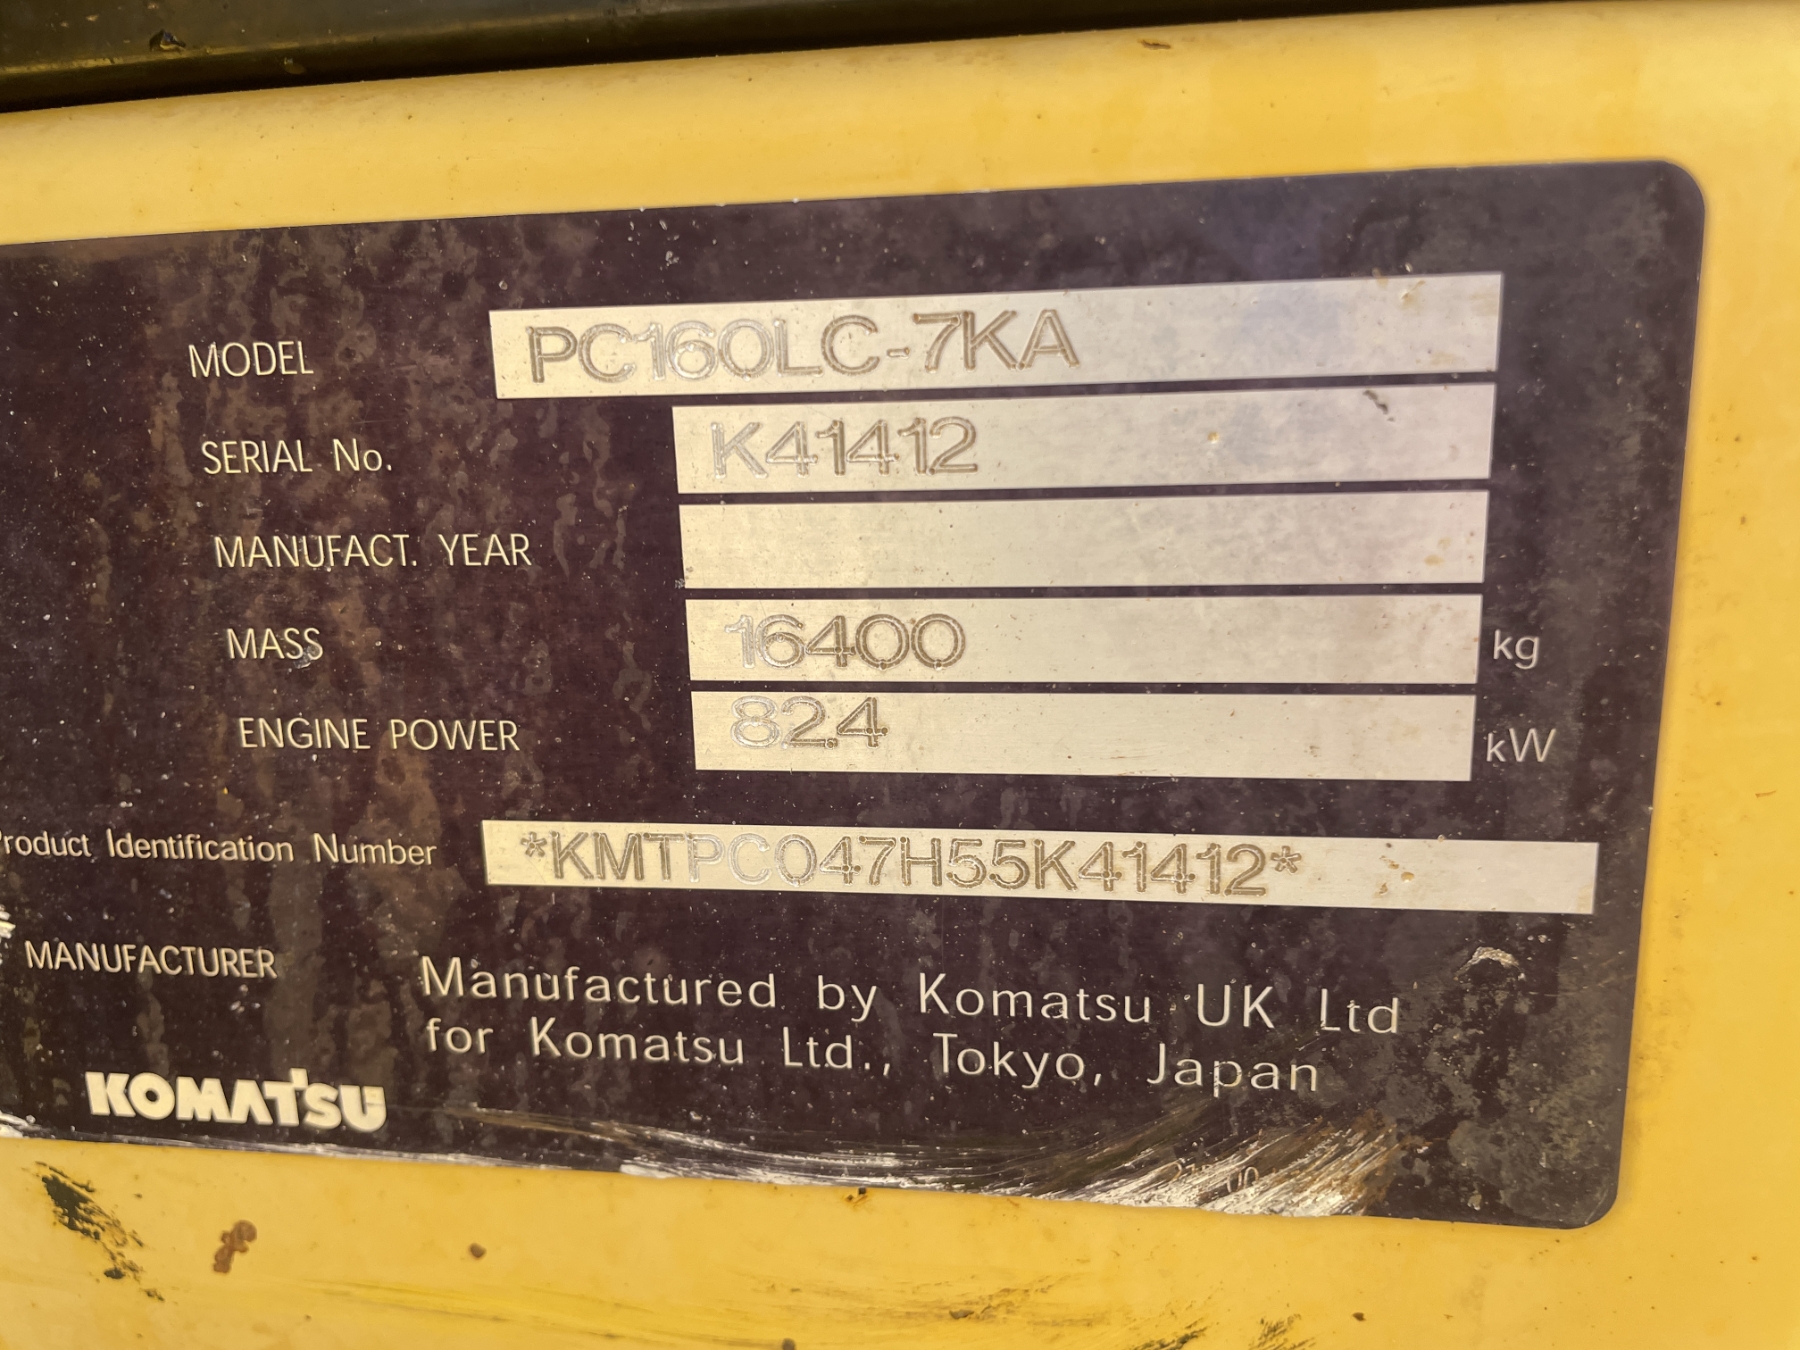 MODEL PC160LC-7KA
SERIAL No. K41412
MANUFACT. YEAR
MASS 16400 kg
ENGINE POWER 82.4 kW
Product Identification Number *KMTPC047H55K41412*
MANUFACTURER Manufactured by Komatsu UK Ltd
for Komatsu Ltd., Tokyo, Japan
KOMATSU